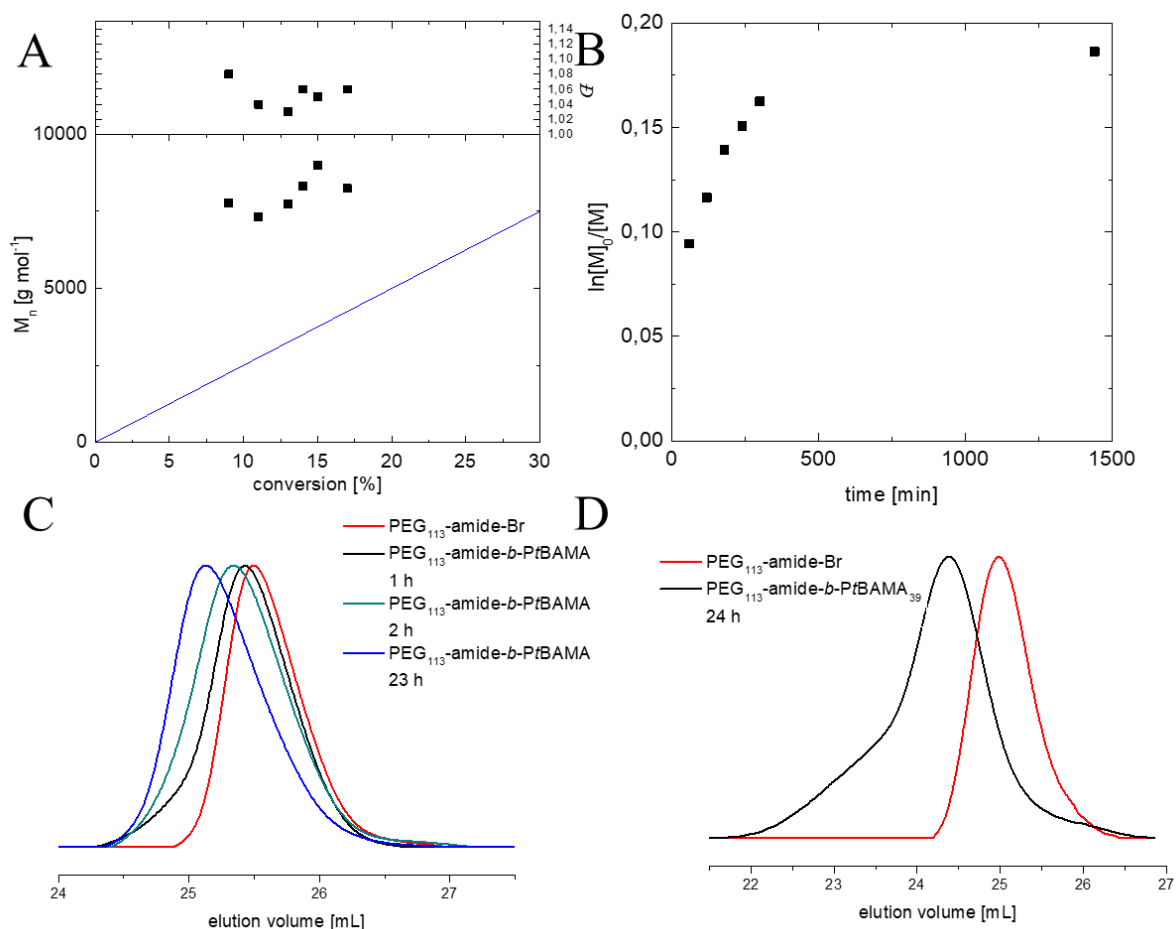 A
1,14
1,12
1,10
1,08
1,06
1,04
1,02
1,00
Đ
10000
5000
0
Mn [g mol-1]
0 5 10 15 20 25 30
conversion [%]
B
0,20
0,15
0,10
0,05
0,00
ln[M]0/[M]
0 500 1000 1500
time [min]
C
PEG113-amide-Br
PEG113-amide-b-PtBAMA
1 h
PEG113-amide-b-PtBAMA
2 h
PEG113-amide-b-PtBAMA
23 h
24 25 26 27
elution volume [mL]
D
PEG113-amide-Br
PEG113-amide-b-PtBAMA39
24 h
22 23 24 25 26 27
elution volume [mL]